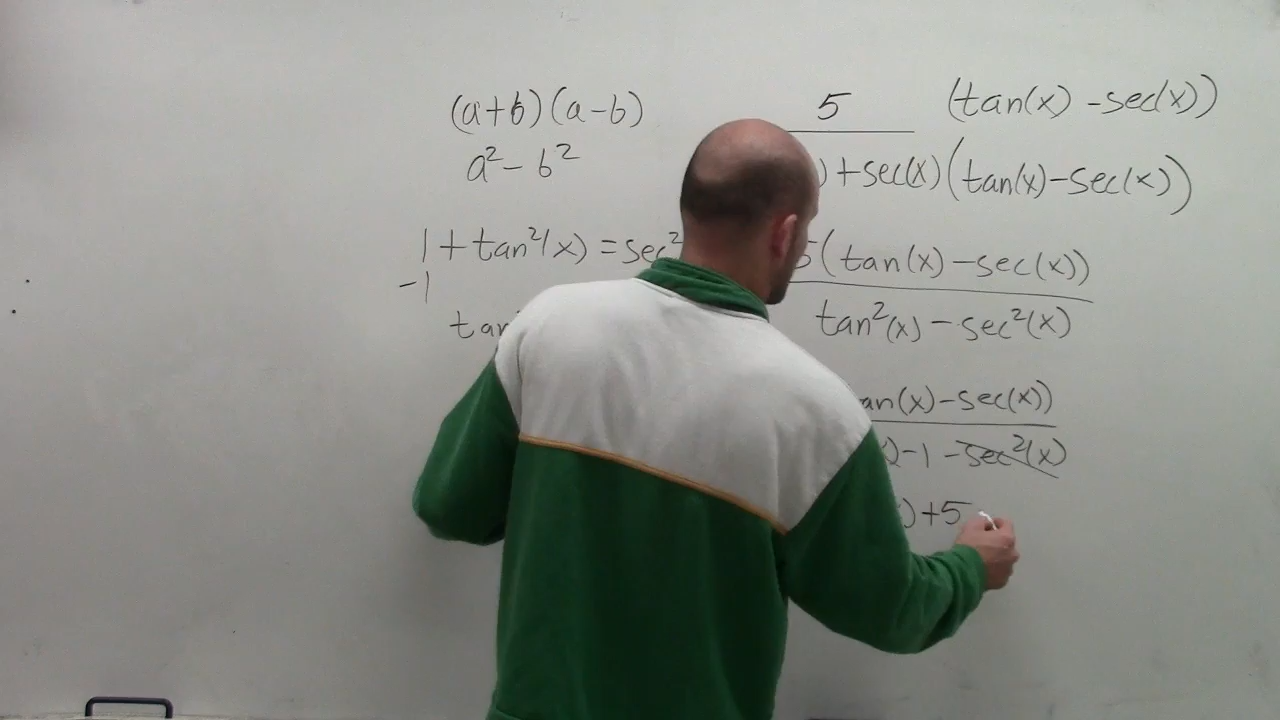 (a+b)(a-b)
a² - b²
1 + tan²(x) = sec²
-1
tan
5 (tan(x) - sec(x))
) + sec(x) (tan(x) - sec(x))
5(tan(x) - sec(x))
tan²(x) - sec²(x)
an(x) - sec(x))
) - 1 - sec²(x)
) + 5